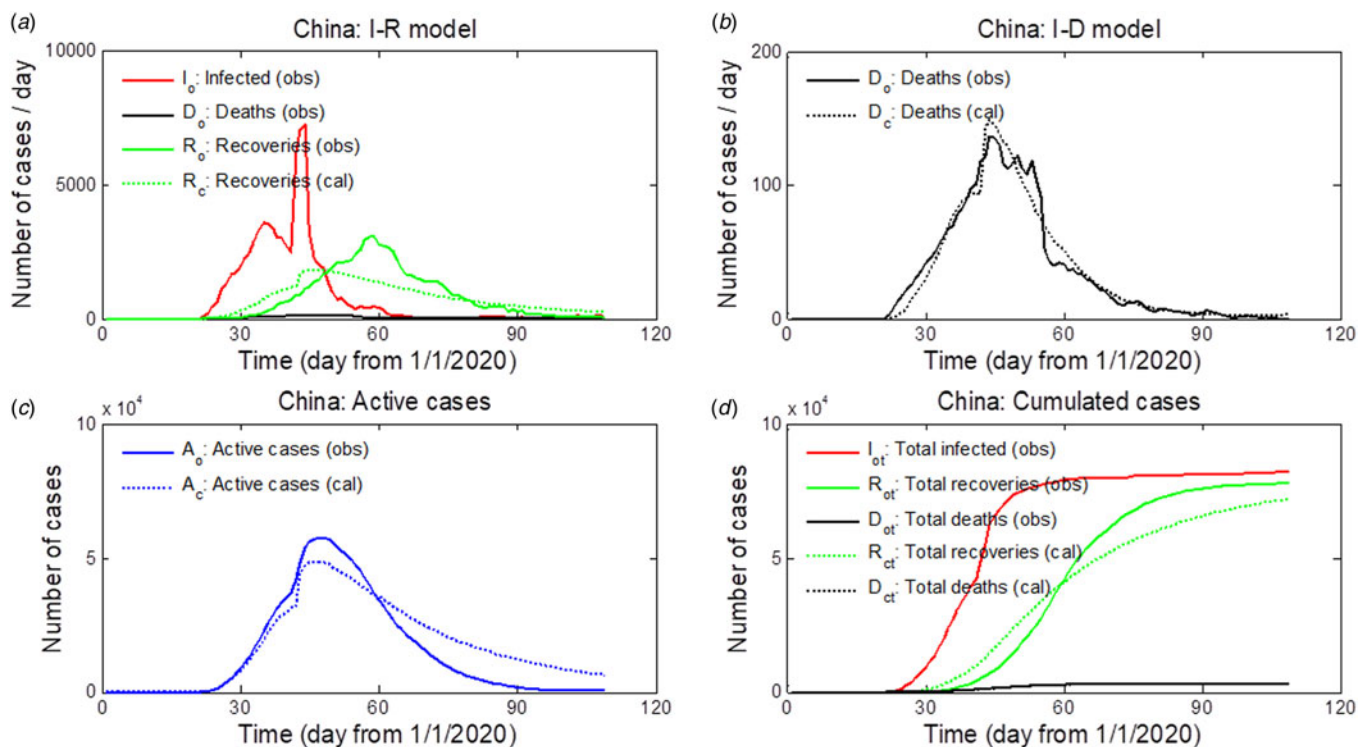 (a)
China: I-R model
10000
5000
0
Number of cases / day
I_o: Infected (obs)
D_o: Deaths (obs)
R_o: Recoveries (obs)
R_c: Recoveries (cal)
0 30 60 90 120
Time (day from 1/1/2020)
(b)
China: I-D model
200
100
0
Number of cases / day
D_o: Deaths (obs)
D_c: Deaths (cal)
0 30 60 90 120
Time (day from 1/1/2020)
(c)
China: Active cases
x 10^4
10
5
0
Number of cases
A_o: Active cases (obs)
A_c: Active cases (cal)
0 30 60 90 120
Time (day from 1/1/2020)
(d)
China: Cumulated cases
x 10^4
10
5
0
Number of cases
I_ot: Total infected (obs)
R_ot: Total recoveries (obs)
D_ot: Total deaths (obs)
R_ct: Total recoveries (cal)
D_ct: Total deaths (cal)
0 30 60 90 120
Time (day from 1/1/2020)